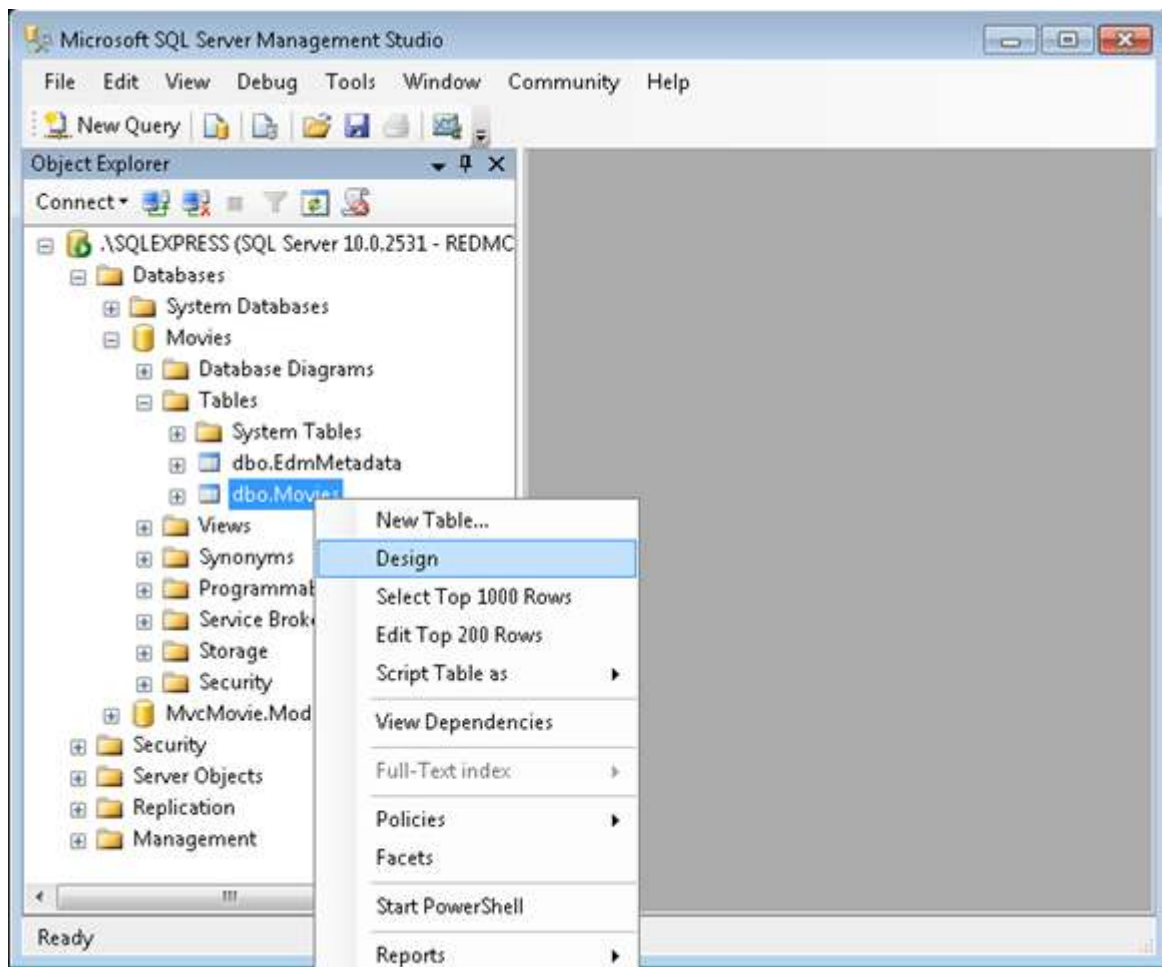 Microsoft SQL Server Management Studio
File Edit View Debug Tools Window Community Help
New Query
Object Explorer
Connect
.\SQLEXPRESS (SQL Server 10.0.2531 - REDMC
Databases
System Databases
Movies
Database Diagrams
Tables
System Tables
dbo.EdmMetadata
dbo.Movies
Views
Synonyms
Programmab
Service Broke
Storage
Security
MvcMovie.Mod
Security
Server Objects
Replication
Management
New Table...
Design
Select Top 1000 Rows
Edit Top 200 Rows
Script Table as
View Dependencies
Full-Text index
Policies
Facets
Start PowerShell
Reports
Ready